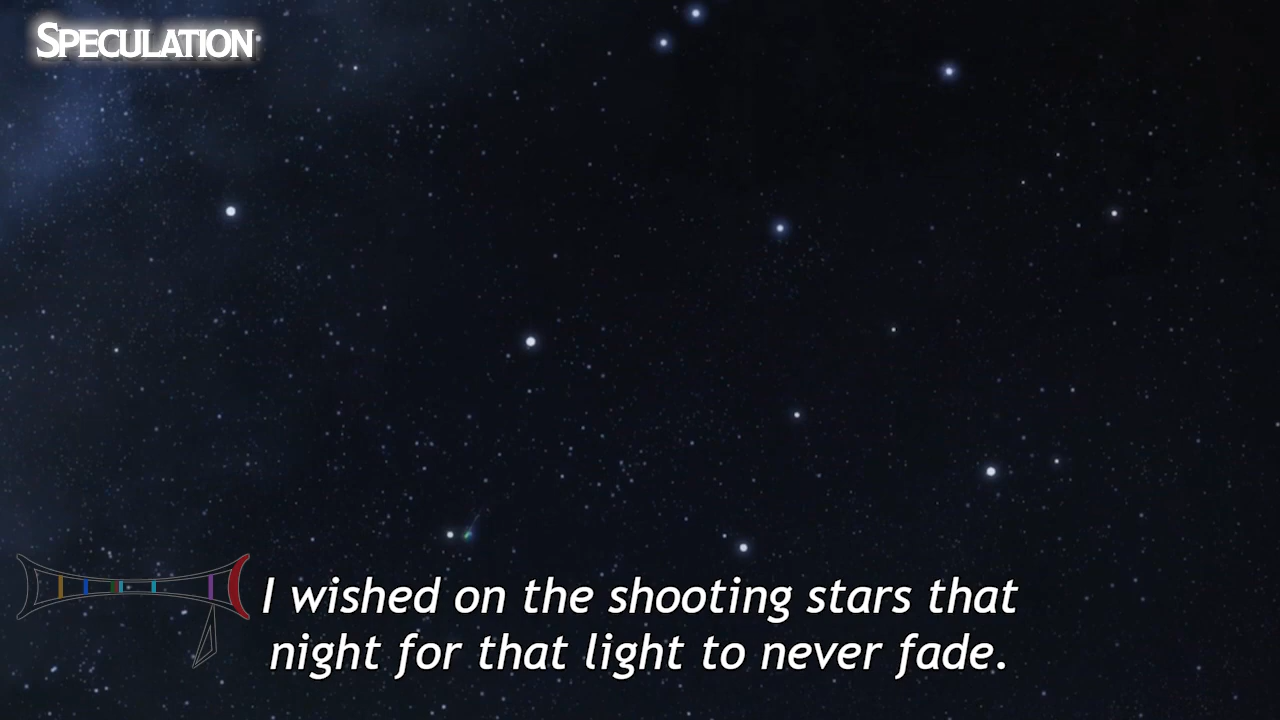 SPECULATION
I wished on the shooting stars that
night for that light to never fade.